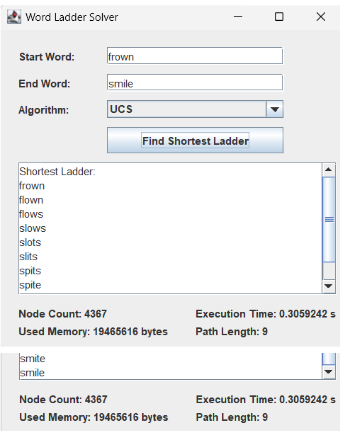 Word Ladder Solver
Start Word: frown
End Word: smile
Algorithm: UCS
Find Shortest Ladder
Shortest Ladder:
frown
flown
flows
slows
slots
slits
spits
spite
Node Count: 4367 Execution Time: 0.3059242 s
Used Memory: 19465616 bytes Path Length: 9
smite
smile
Node Count: 4367 Execution Time: 0.3059242 s
Used Memory: 19465616 bytes Path Length: 9